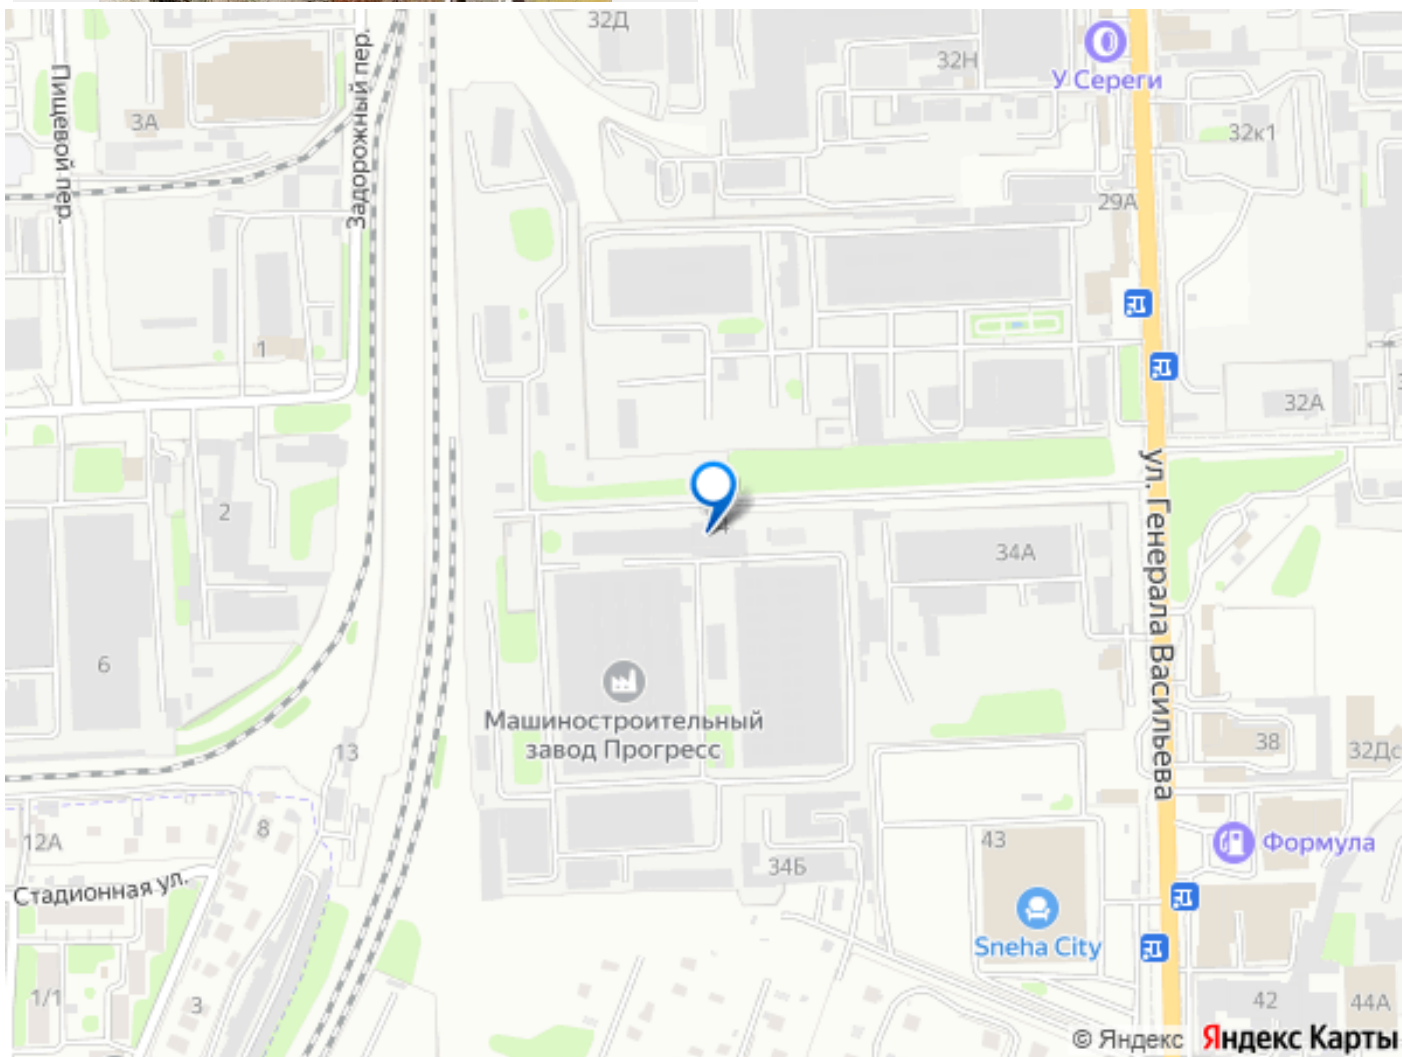 32Д
32Н
У Сереги
Пищевой пер.
3А
Задорожный пер.
32к1
29А
1
32А
2
ул. Генерала Васильева
34А
6
Машиностроительный
завод Прогресс
13
38
32Дс
12А
8
43
Формула
34Б
Стадионная ул.
Sneha City
1/1
3
42
44А
© Яндекс Яндекс Карты